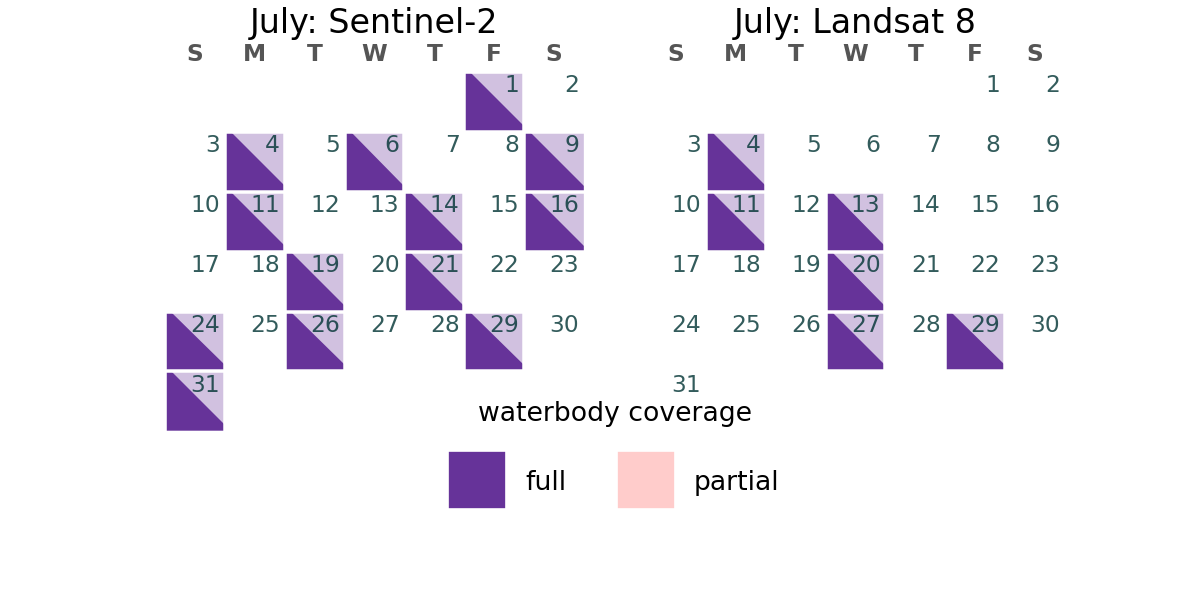 July: Sentinel-2
S M T W T F S
1 2
3 4 5 6 7 8 9
10 11 12 13 14 15 16
17 18 19 20 21 22 23
24 25 26 27 28 29 30
31
July: Landsat 8
S M T W T F S
1 2
3 4 5 6 7 8 9
10 11 12 13 14 15 16
17 18 19 20 21 22 23
24 25 26 27 28 29 30
31
waterbody coverage
full partial